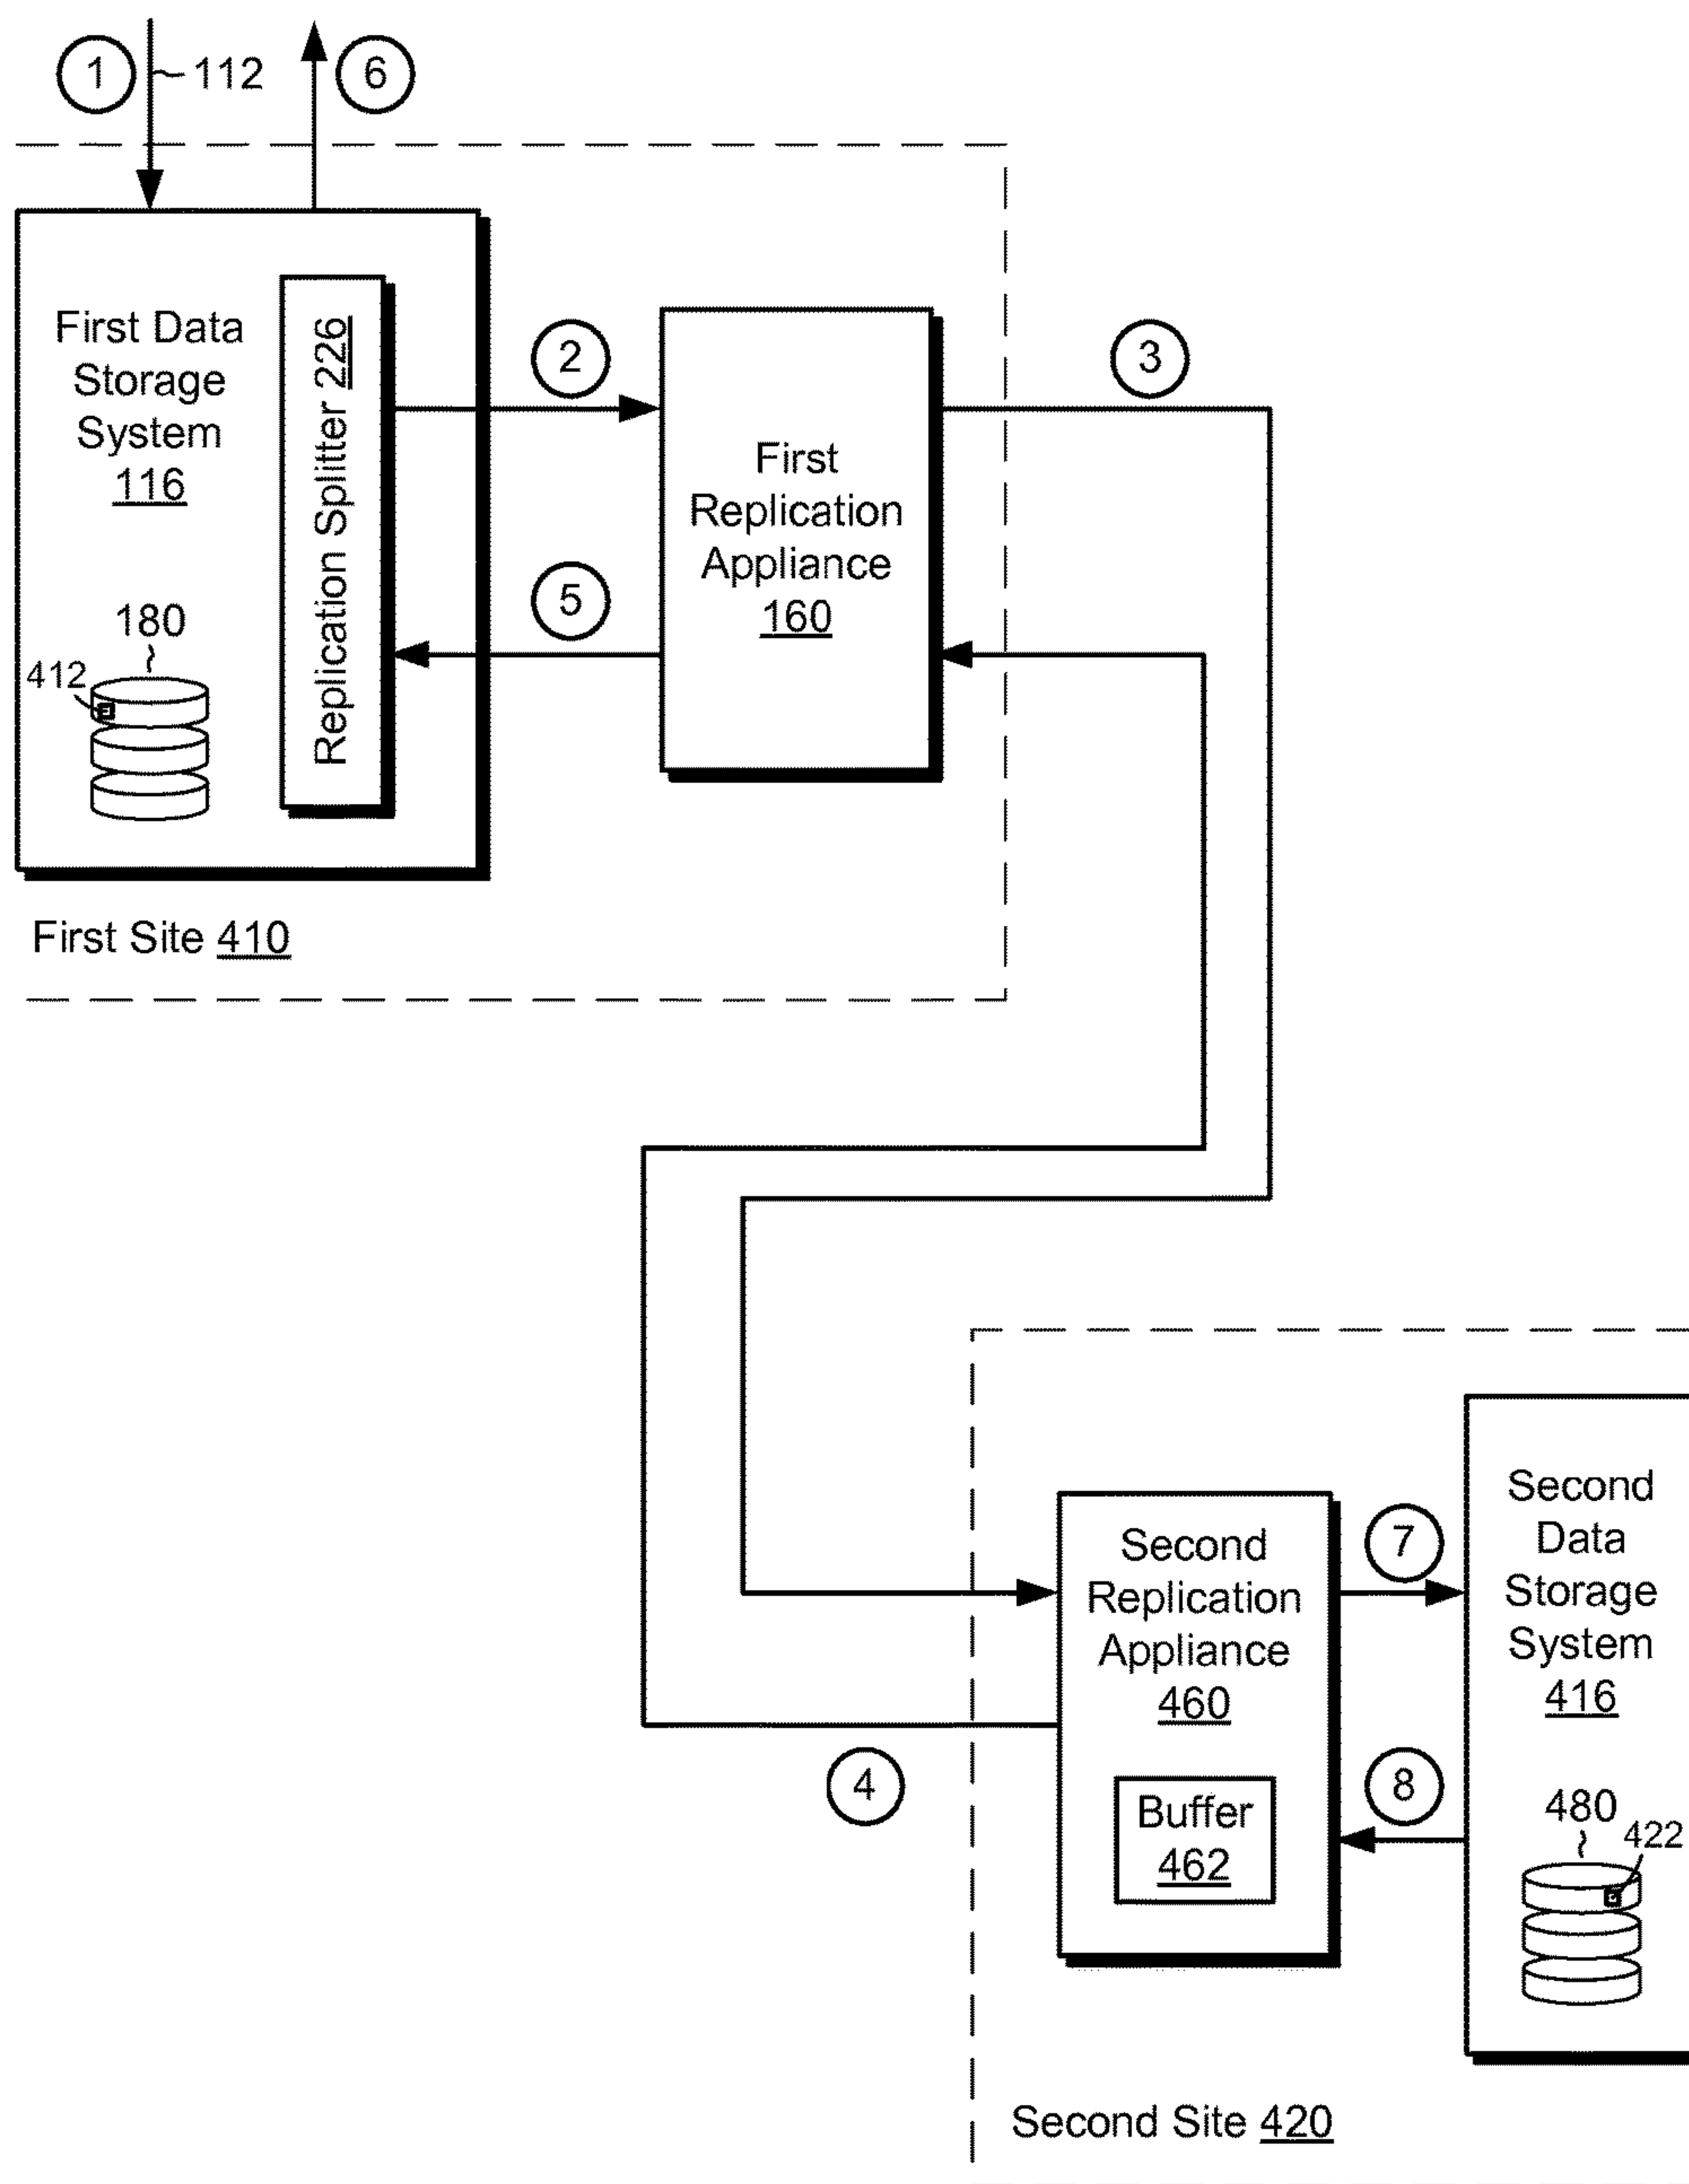 1
112
6
First Data
Storage
System
116
Replication Splitter 226
180
412
2
5
First
Replication
Appliance
160
3
First Site 410
Second
Replication
Appliance
460
Buffer
462
4
7
8
Second
Data
Storage
System
416
480
422
Second Site 420